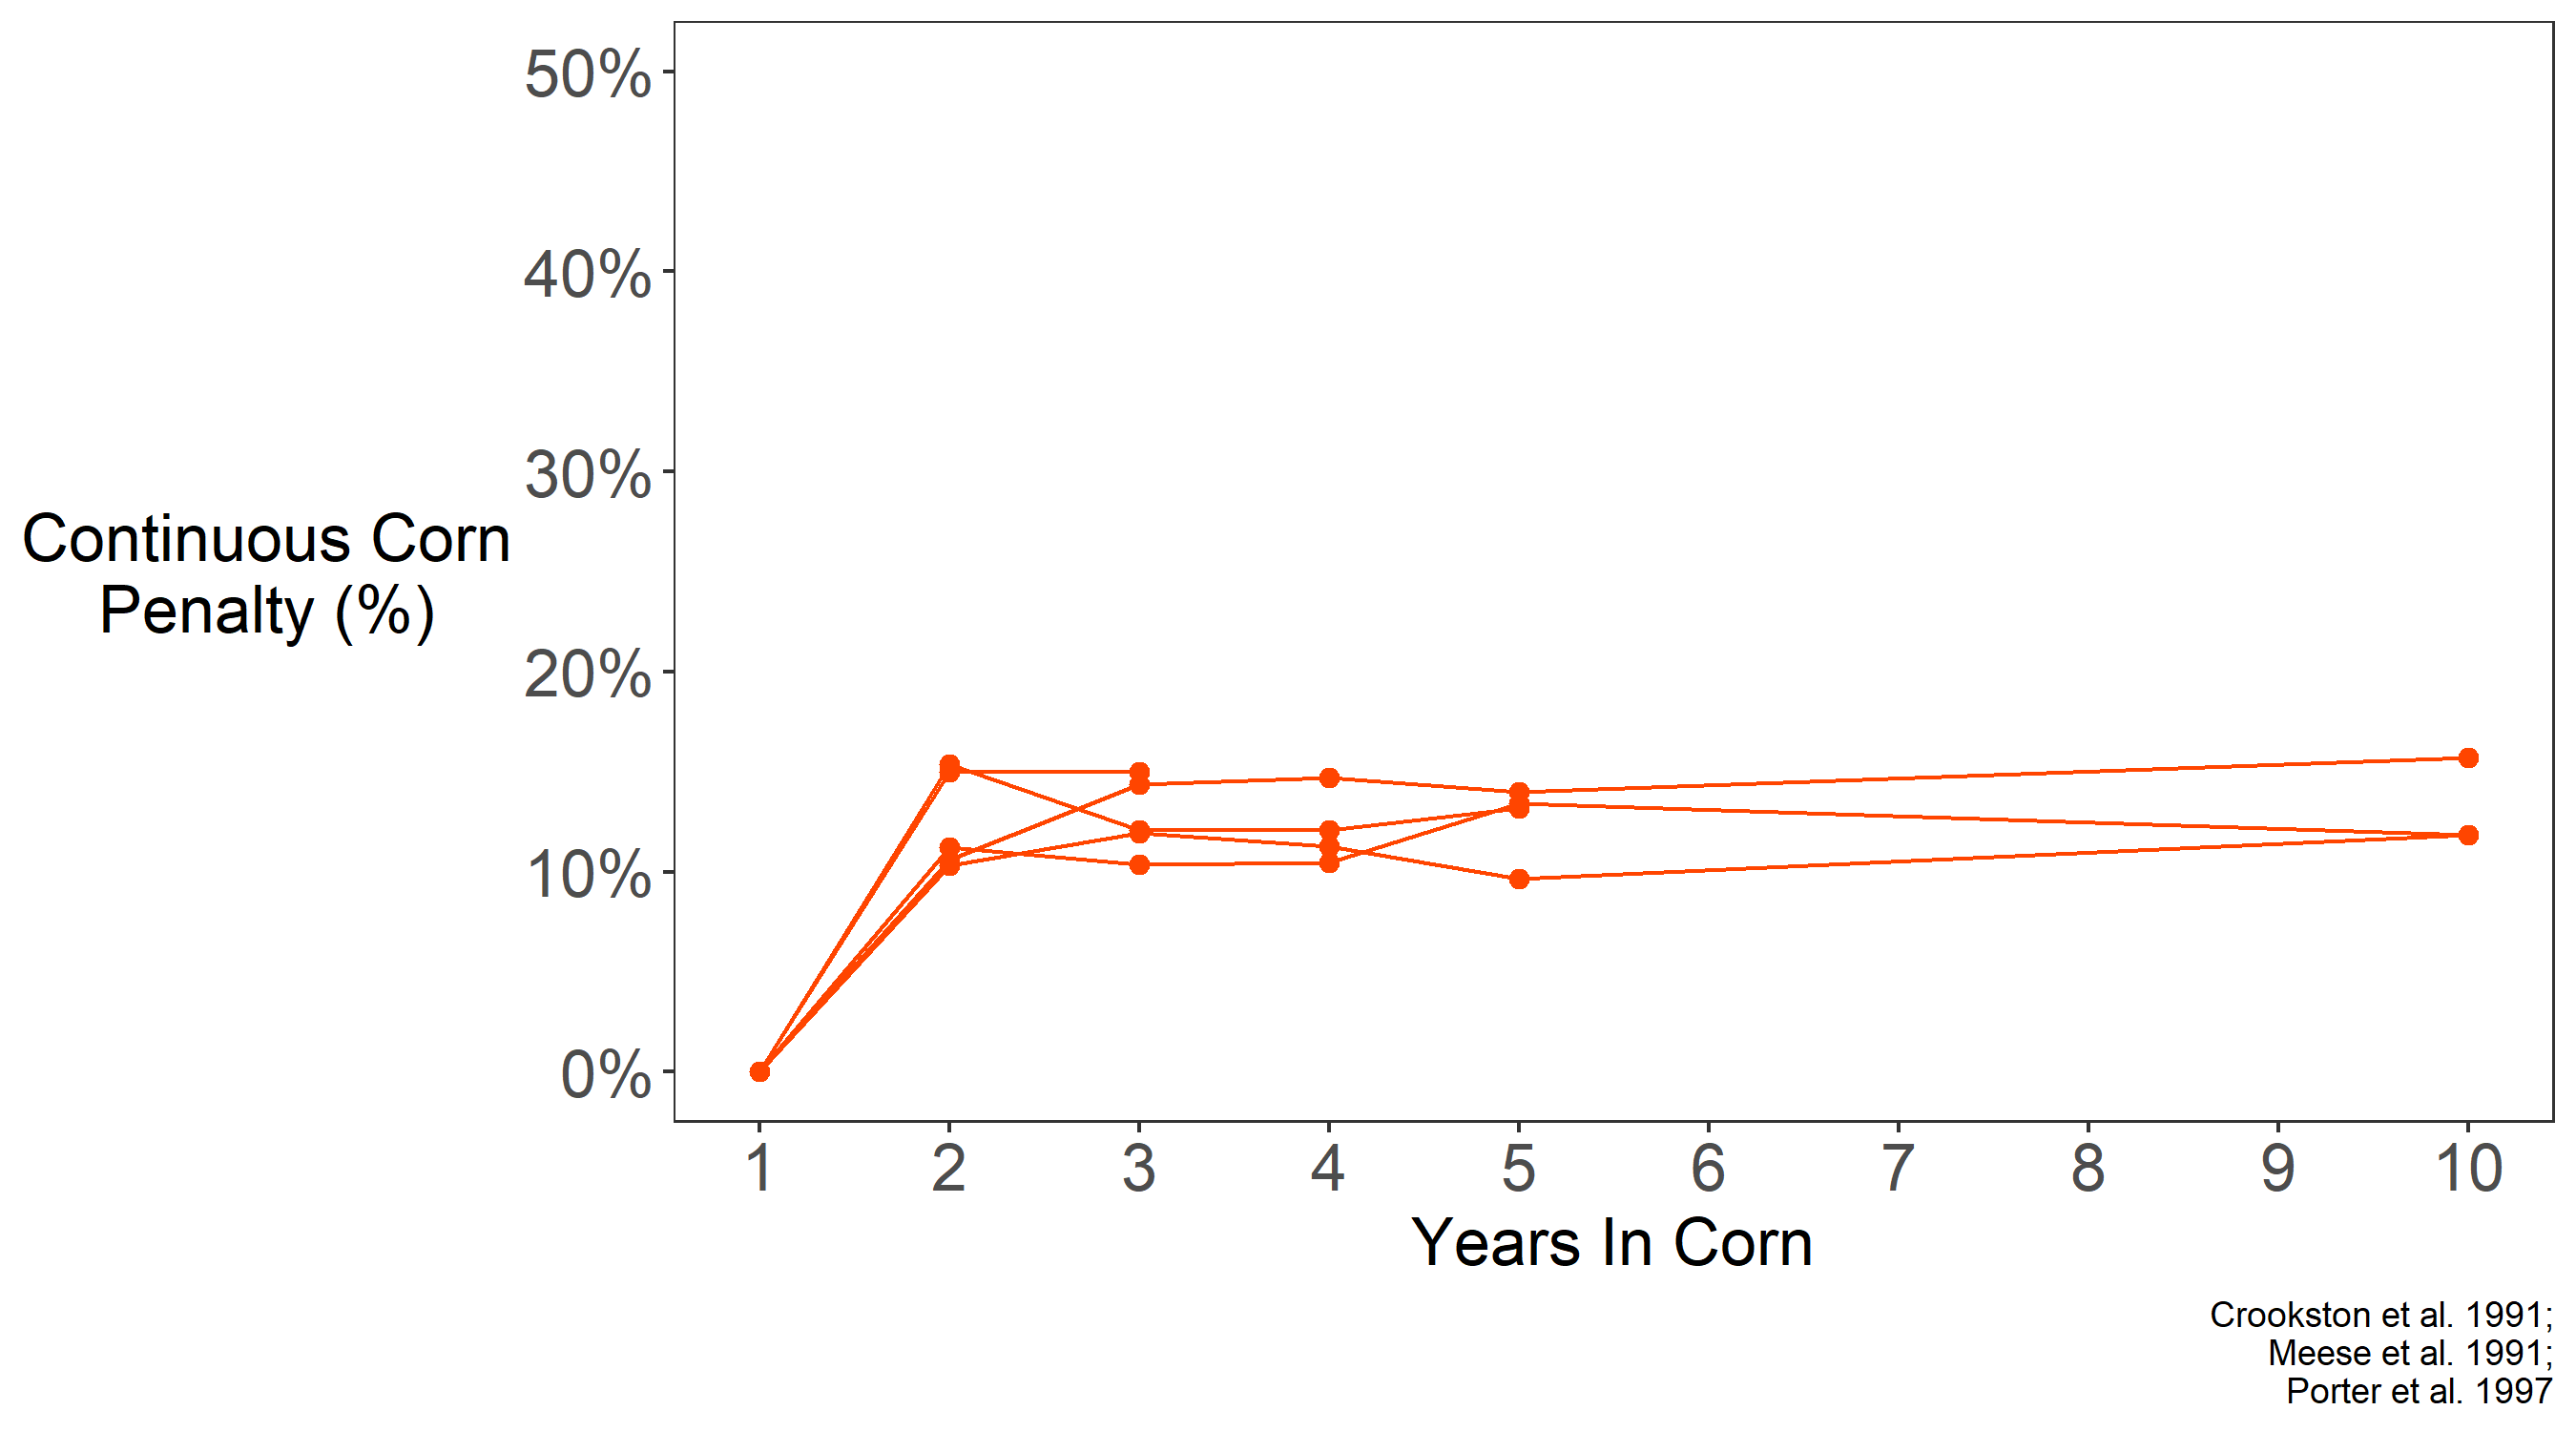 50%
40%
30%
20%
10%
0%
Continuous Corn
Penalty (%)
1 2 3 4 5 6 7 8 9 10
Years In Corn
Crookston et al. 1991;
Meese et al. 1991;
Porter et al. 1997